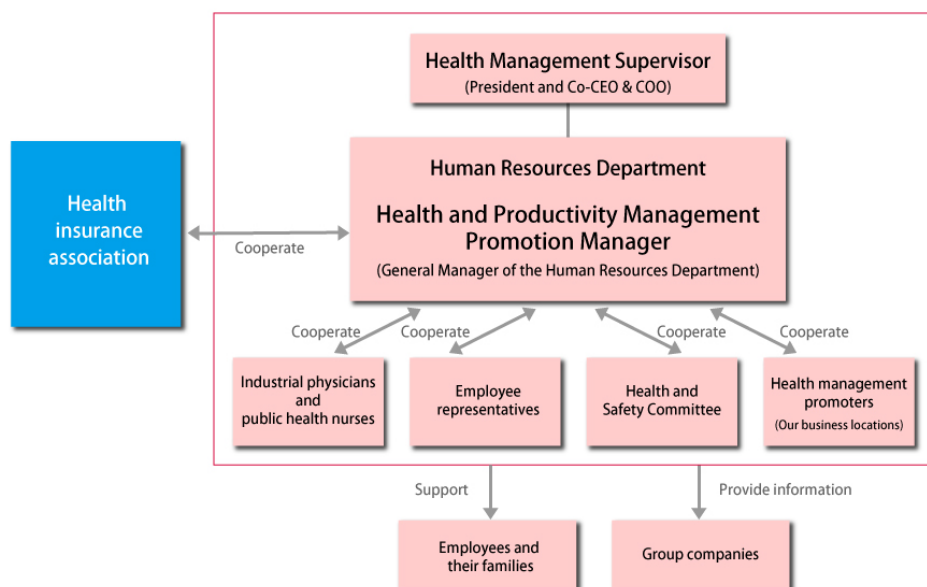 Health Management Supervisor
(President and Co-CEO & COO)
Human Resources Department
Health and Productivity Management
Promotion Manager
(General Manager of the Human Resources Department)
Health
insurance
association
Cooperate
Cooperate
Cooperate
Cooperate
Cooperate
Industrial physicians
and
public health nurses
Employee
representatives
Health and
Safety Committee
Health management
promoters
(Our business locations)
Support
Provide information
Employees and
their families
Group companies